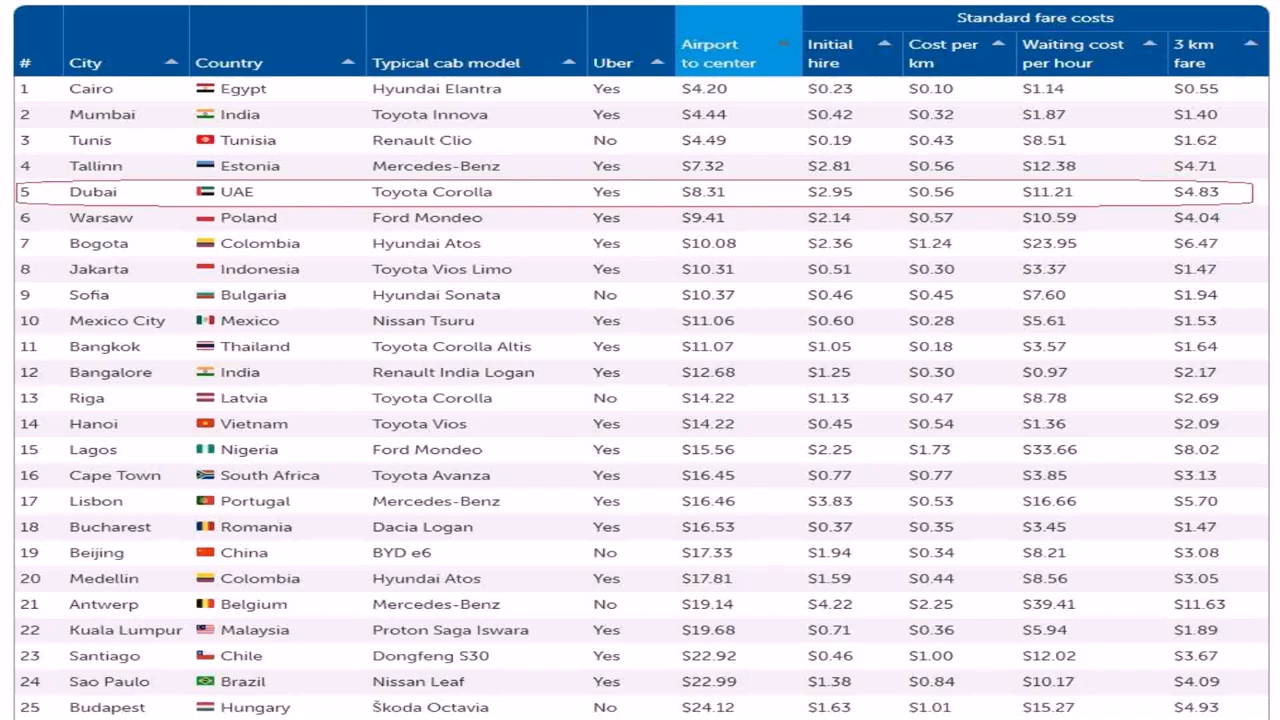 Standard fare costs
# City Country Typical cab model Uber Airport to center Initial hire Cost per km Waiting cost per hour 3 km fare
1 Cairo Egypt Hyundai Elantra Yes $4.20 $0.23 $0.10 $1.14 $0.55
2 Mumbai India Toyota Innova Yes $4.44 $0.42 $0.32 $1.87 $1.40
3 Tunis Tunisia Renault Clio No $4.49 $0.19 $0.43 $8.51 $1.62
4 Tallinn Estonia Mercedes-Benz Yes $7.32 $2.81 $0.56 $12.38 $4.71
5 Dubai UAE Toyota Corolla Yes $8.31 $2.95 $0.56 $11.21 $4.83
6 Warsaw Poland Ford Mondeo Yes $9.41 $2.14 $0.57 $10.59 $4.04
7 Bogota Colombia Hyundai Atos Yes $10.08 $2.36 $1.24 $23.95 $6.47
8 Jakarta Indonesia Toyota Vios Limo Yes $10.31 $0.51 $0.30 $3.37 $1.47
9 Sofia Bulgaria Hyundai Sonata No $10.37 $0.46 $0.45 $7.60 $1.94
10 Mexico City Mexico Nissan Tsuru Yes $11.06 $0.60 $0.28 $5.61 $1.53
11 Bangkok Thailand Toyota Corolla Altis Yes $11.07 $1.05 $0.18 $3.57 $1.64
12 Bangalore India Renault India Logan Yes $12.68 $1.25 $0.30 $0.97 $2.17
13 Riga Latvia Toyota Corolla No $14.22 $1.13 $0.47 $8.78 $2.69
14 Hanoi Vietnam Toyota Vios Yes $14.22 $0.45 $0.54 $1.36 $2.09
15 Lagos Nigeria Ford Mondeo Yes $15.56 $2.25 $1.73 $33.66 $8.02
16 Cape Town South Africa Toyota Avanza Yes $16.45 $0.77 $0.77 $3.85 $3.13
17 Lisbon Portugal Mercedes-Benz Yes $16.46 $3.83 $0.53 $16.66 $5.70
18 Bucharest Romania Dacia Logan Yes $16.53 $0.37 $0.35 $3.45 $1.47
19 Beijing China BYD e6 No $17.33 $1.94 $0.34 $8.21 $3.08
20 Medellin Colombia Hyundai Atos Yes $17.81 $1.59 $0.44 $8.56 $3.05
21 Antwerp Belgium Mercedes-Benz No $19.14 $4.22 $2.25 $39.41 $11.63
22 Kuala Lumpur Malaysia Proton Saga Iswara Yes $19.68 $0.71 $0.36 $5.94 $1.89
23 Santiago Chile Dongfeng S30 Yes $22.92 $0.46 $1.00 $12.02 $3.67
24 Sao Paulo Brazil Nissan Leaf Yes $22.99 $1.38 $0.84 $10.17 $4.09
25 Budapest Hungary Škoda Octavia No $24.12 $1.63 $1.01 $15.27 $4.93